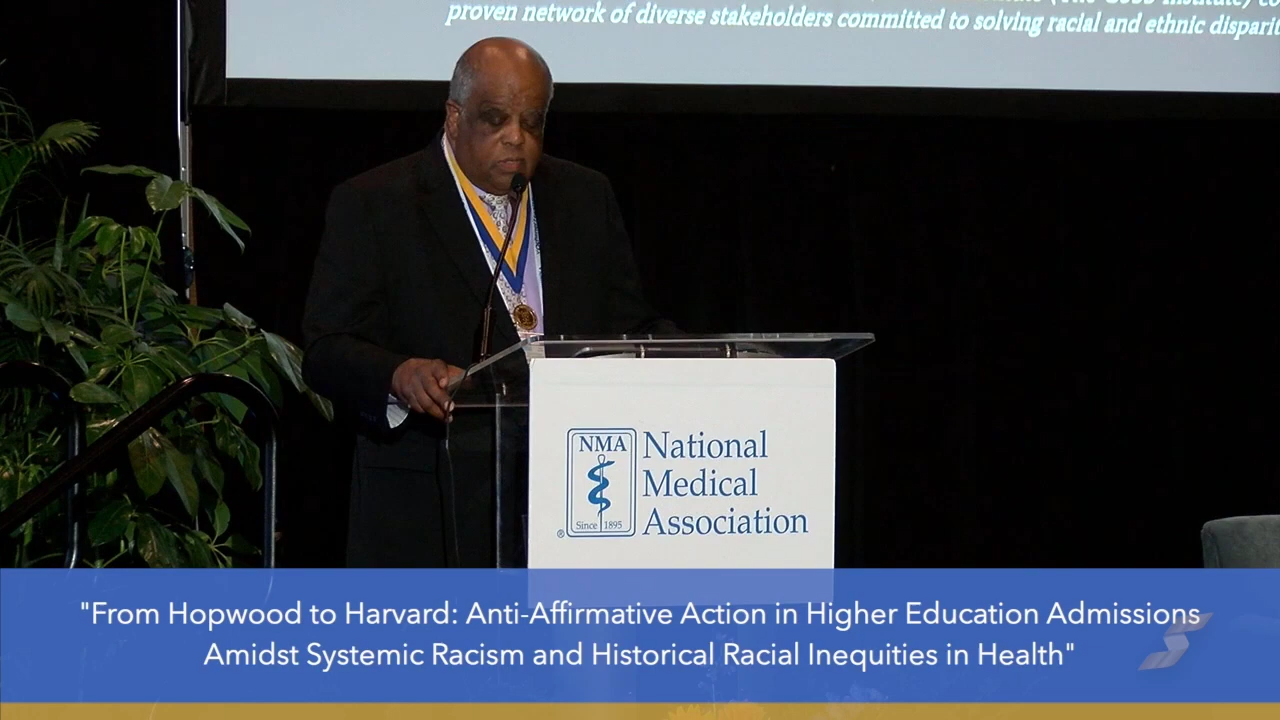 proven network of diverse stakeholders committed to solving racial and ethnic
NMA
Since 1895
®
National
Medical
Association
"From Hopwood to Harvard: Anti-Affirmative Action in Higher Education Admissions
Amidst Systemic Racism and Historical Racial Inequities in Health"